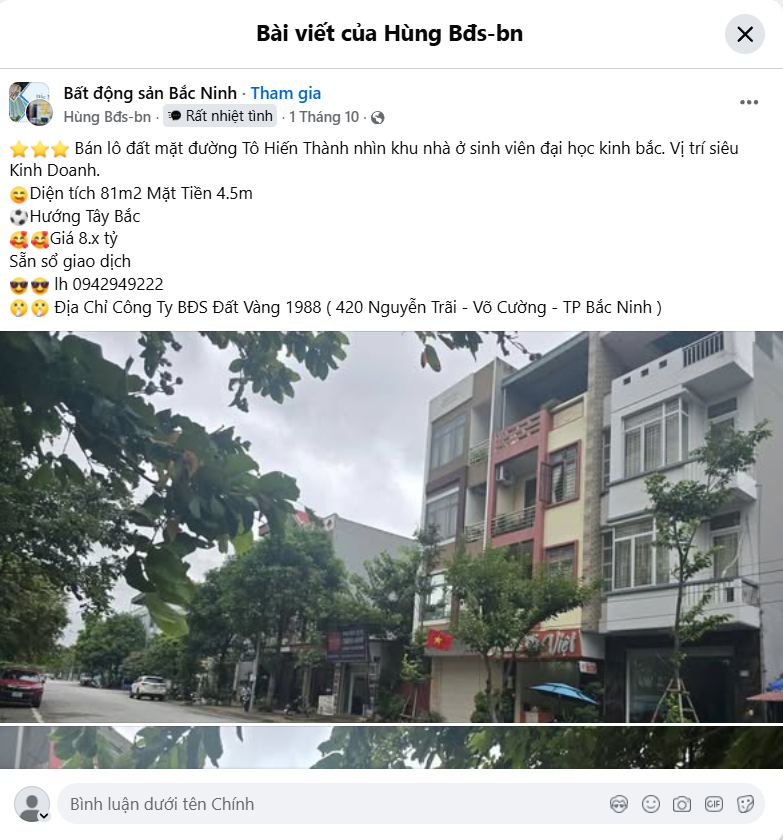 Bài viết của Hùng Bđs-bn
Bất động sản Bắc Ninh · Tham gia
Hùng Bđs-bn · Rất nhiệt tình · 1 Tháng 10 ·
⭐⭐⭐ Bán lô đất mặt đường Tô Hiến Thành nhìn khu nhà ở sinh viên đại học kinh bắc. Vị trí siêu
Kinh Doanh.
😋Diện tích 81m2 Mặt Tiền 4.5m
⚽Hướng Tây Bắc
🥰🥰Giá 8.x tỷ
Sẵn sổ giao dịch
😎😎 lh 0942949222
🤫🤫 Địa Chỉ Công Ty BĐS Đất Vàng 1988 ( 420 Nguyễn Trãi - Võ Cường - TP Bắc Ninh )
Việt
Bình luận dưới tên Chính
GIF